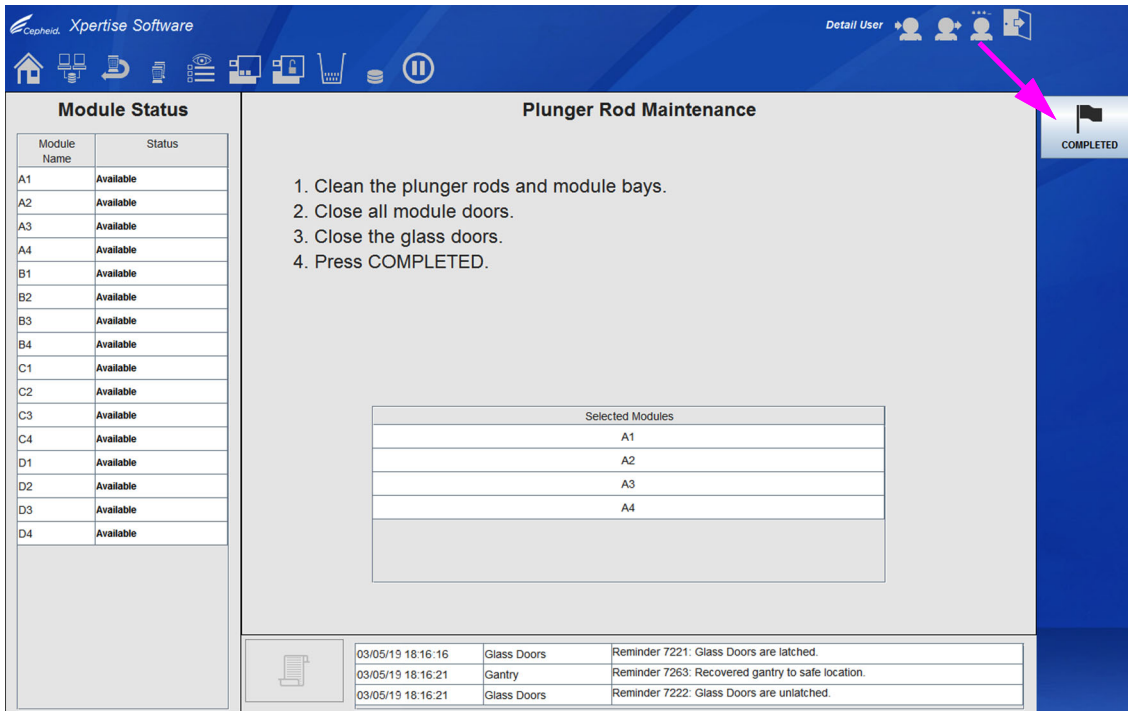 Cepheid. Xpertise Software
Detail User
Module Status
Plunger Rod Maintenance
COMPLETED
Module Name Status
A1 Available
A2 Available
A3 Available
A4 Available
B1 Available
B2 Available
B3 Available
B4 Available
C1 Available
C2 Available
C3 Available
C4 Available
D1 Available
D2 Available
D3 Available
D4 Available
1. Clean the plunger rods and module bays.
2. Close all module doors.
3. Close the glass doors.
4. Press COMPLETED.
Selected Modules
A1
A2
A3
A4
03/05/19 18:16:16 Glass Doors Reminder 7221: Glass Doors are latched.
03/05/19 18:16:21 Gantry Reminder 7263: Recovered gantry to safe location.
03/05/19 18:16:21 Glass Doors Reminder 7222: Glass Doors are unlatched.